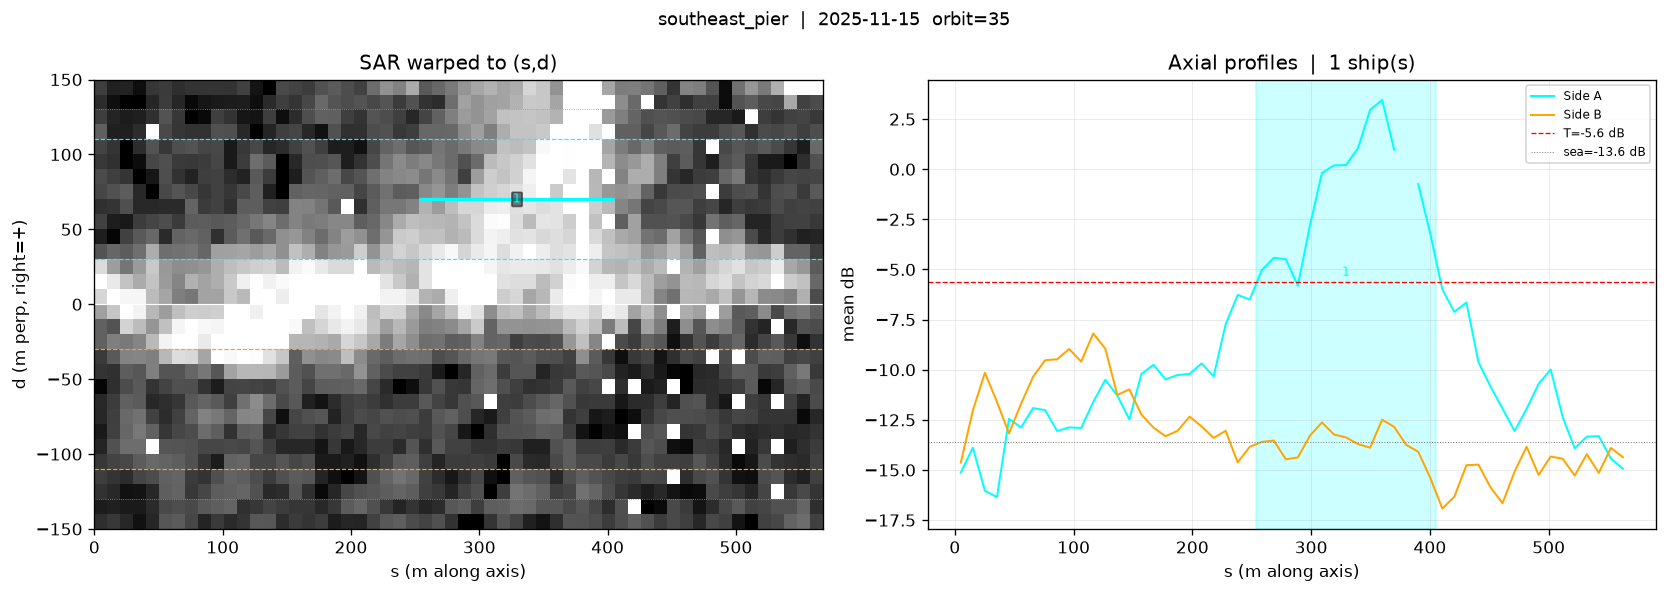 southeast_pier  |  2025-11-15  orbit=35
SAR warped to (s,d)
150
100
50
0
−50
−100
−150
d (m perp, right=+)
1
0
100
200
300
400
500
s (m along axis)
Axial profiles  |  1 ship(s)
2.5
0.0
−2.5
−5.0
−7.5
−10.0
−12.5
−15.0
−17.5
mean dB
Side A
Side B
T=-5.6 dB
sea=-13.6 dB
1
0
100
200
300
400
500
s (m along axis)